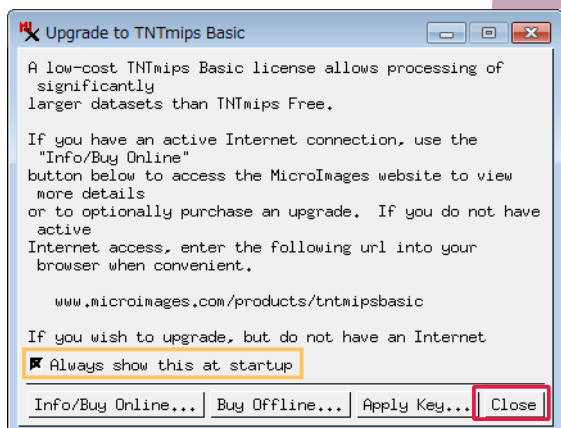 Upgrade to TNTmips Basic
A low-cost TNTmips Basic license allows processing of
significantly
larger datasets than TNTmips Free.
If you have an active Internet connection, use the
"Info/Buy Online"
button below to access the MicroImages website to view
more details
or to optionally purchase an upgrade.  If you do not have
active
Internet access, enter the following url into your
browser when convenient.
www.microimages.com/products/tntmipsbasic
If you wish to upgrade, but do not have an Internet
Always show this at startup
Info/Buy Online... Buy Offline... Apply Key... Close